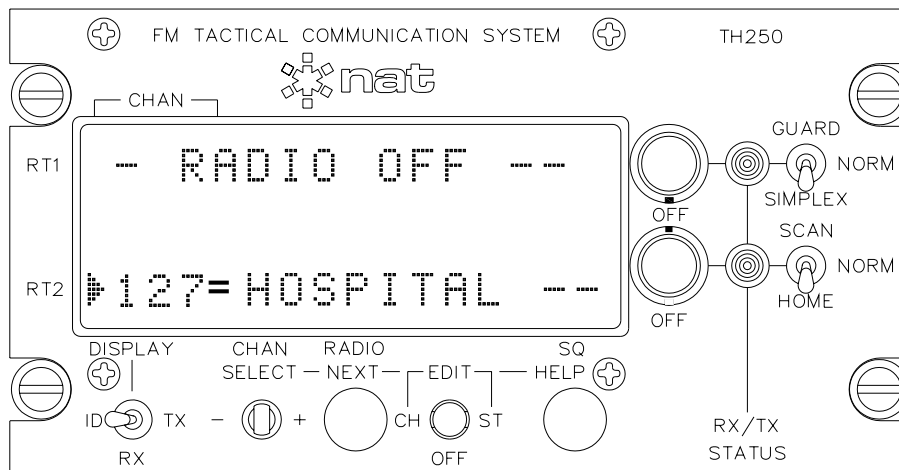 FM TACTICAL COMMUNICATION SYSTEM
TH250
nat
CHAN
RT1
- RADIO OFF --
OFF
GUARD
NORM
SIMPLEX
RT2
127= HOSPITAL --
OFF
SCAN
NORM
HOME
DISPLAY
ID
TX
RX
CHAN
SELECT
- +
RADIO
NEXT
EDIT
CH
ST
OFF
SQ
HELP
RX/TX
STATUS